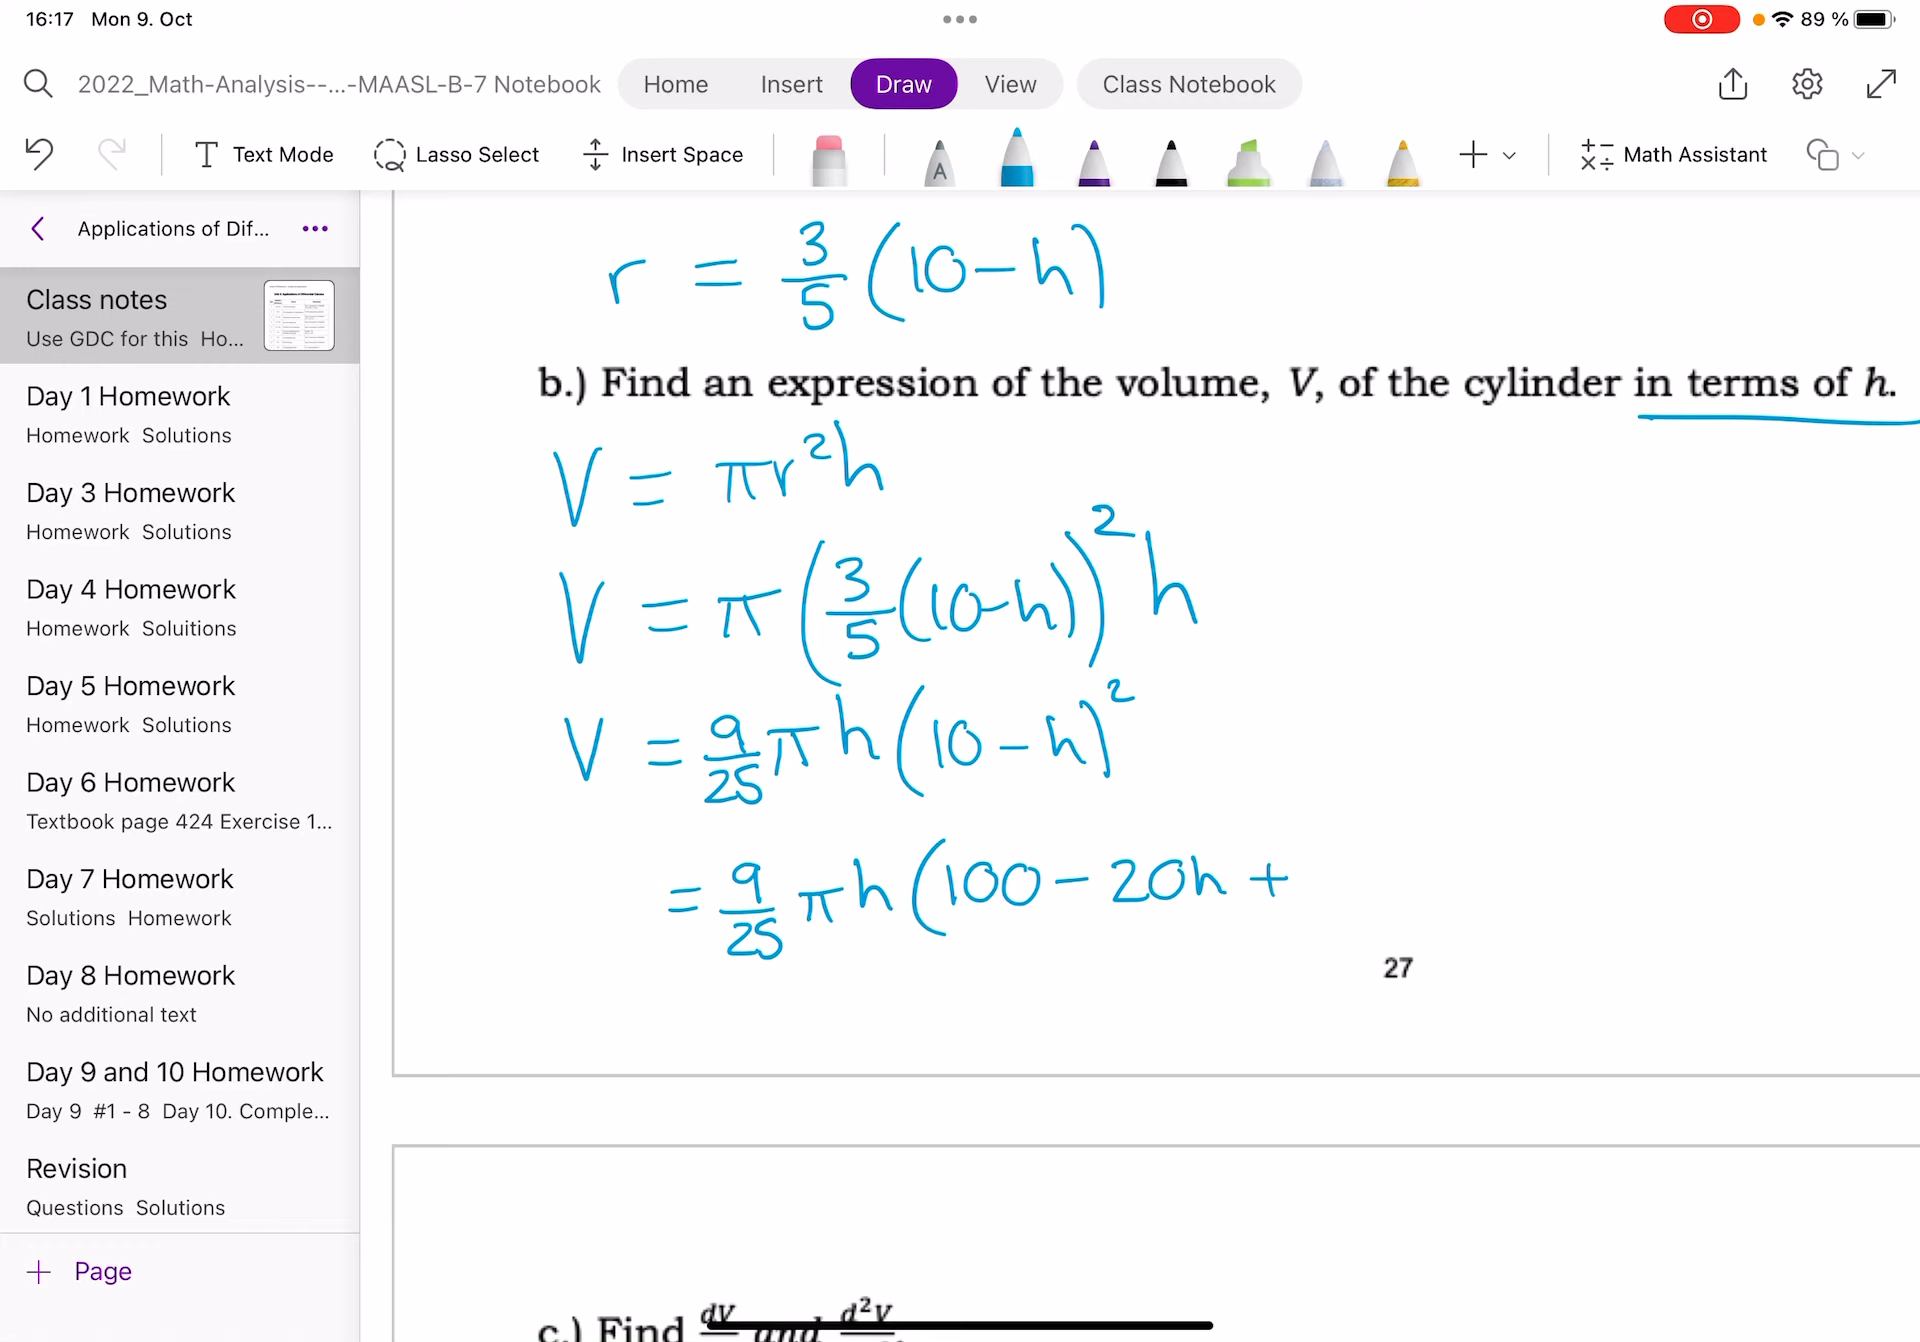 16:17 Mon 9. Oct 89 %
2022_Math-Analysis--...-MAASL-B-7 Notebook Home Insert Draw View Class Notebook
Text Mode Lasso Select Insert Space A Math Assistant
Applications of Dif...
Class notes
Use GDC for this Ho...
Day 1 Homework
Homework Solutions
Day 3 Homework
Homework Solutions
Day 4 Homework
Homework Soluitions
Day 5 Homework
Homework Solutions
Day 6 Homework
Textbook page 424 Exercise 1...
Day 7 Homework
Solutions Homework
Day 8 Homework
No additional text
Day 9 and 10 Homework
Day 9 #1 - 8 Day 10. Comple...
Revision
Questions Solutions
+ Page
r = 3/5 (10-h)
b.) Find an expression of the volume, V, of the cylinder in terms of h.
V = πr²h
V = π(3/5(10-h))²h
V = 9/25 πh(10-h)²
= 9/25 πh(100-20h+
27
c.) Find dV and d²V